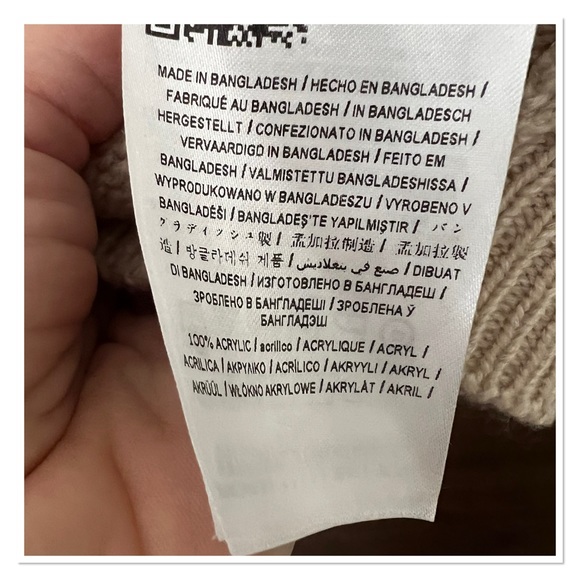 MADE IN BANGLADESH / HECHO EN BANGLADESH /
FABRIQUÉ AU BANGLADESH / IN BANGLADESCH
HERGESTELLT / CONFEZIONATO IN BANGLADESH /
VERVAARDIGD IN BANGLADESH / FEITO EM
BANGLADESH / VALMISTETTU BANGLADESHISSA /
WYPRODUKOWANO W BANGLADESZU / VYROBENO V
BANGLADÉŠI / BANGLADEŞ'TE YAPILMIŞTIR / バン
グラディッシュ製 / 孟加拉制造 / 孟加拉製
造 / 방글라데쉬 제품 / صنع في بنغلاديش / DIBUAT
DI BANGLADESH / ИЗГОТОВЛЕНО В БАНГЛАДЕШ /
ЗРОБЛЕНО В БАНГЛАДЕШІ / ЗРОБЛЕНА Ў
БАНГЛАДЭШ
100% ACRYLIC / acrílico / ACRYLIQUE / ACRYL /
ACRILICA / ΑΚΡΥΛΙΚΟ / ACRÍLICO / AKRYYLI / AKRYL /
AKRÜÜL / WŁÓKNO AKRYLOWE / AKRYLÁT / AKRIL /